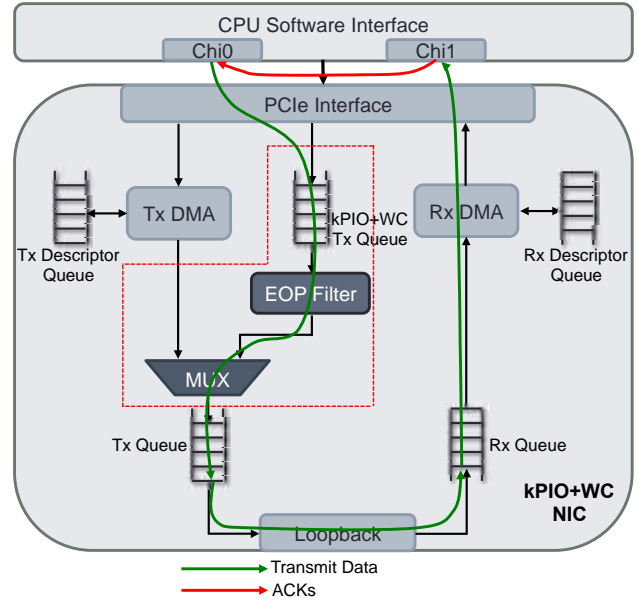 CPU Software Interface
Chi0
Chi1
PCIe Interface
Tx DMA
kPIO+WC
Tx Queue
Rx DMA
Tx Descriptor
Queue
Rx Descriptor
Queue
EOP Filter
MUX
Tx Queue
Rx Queue
kPIO+WC
NIC
Loopback
Transmit Data
ACKs